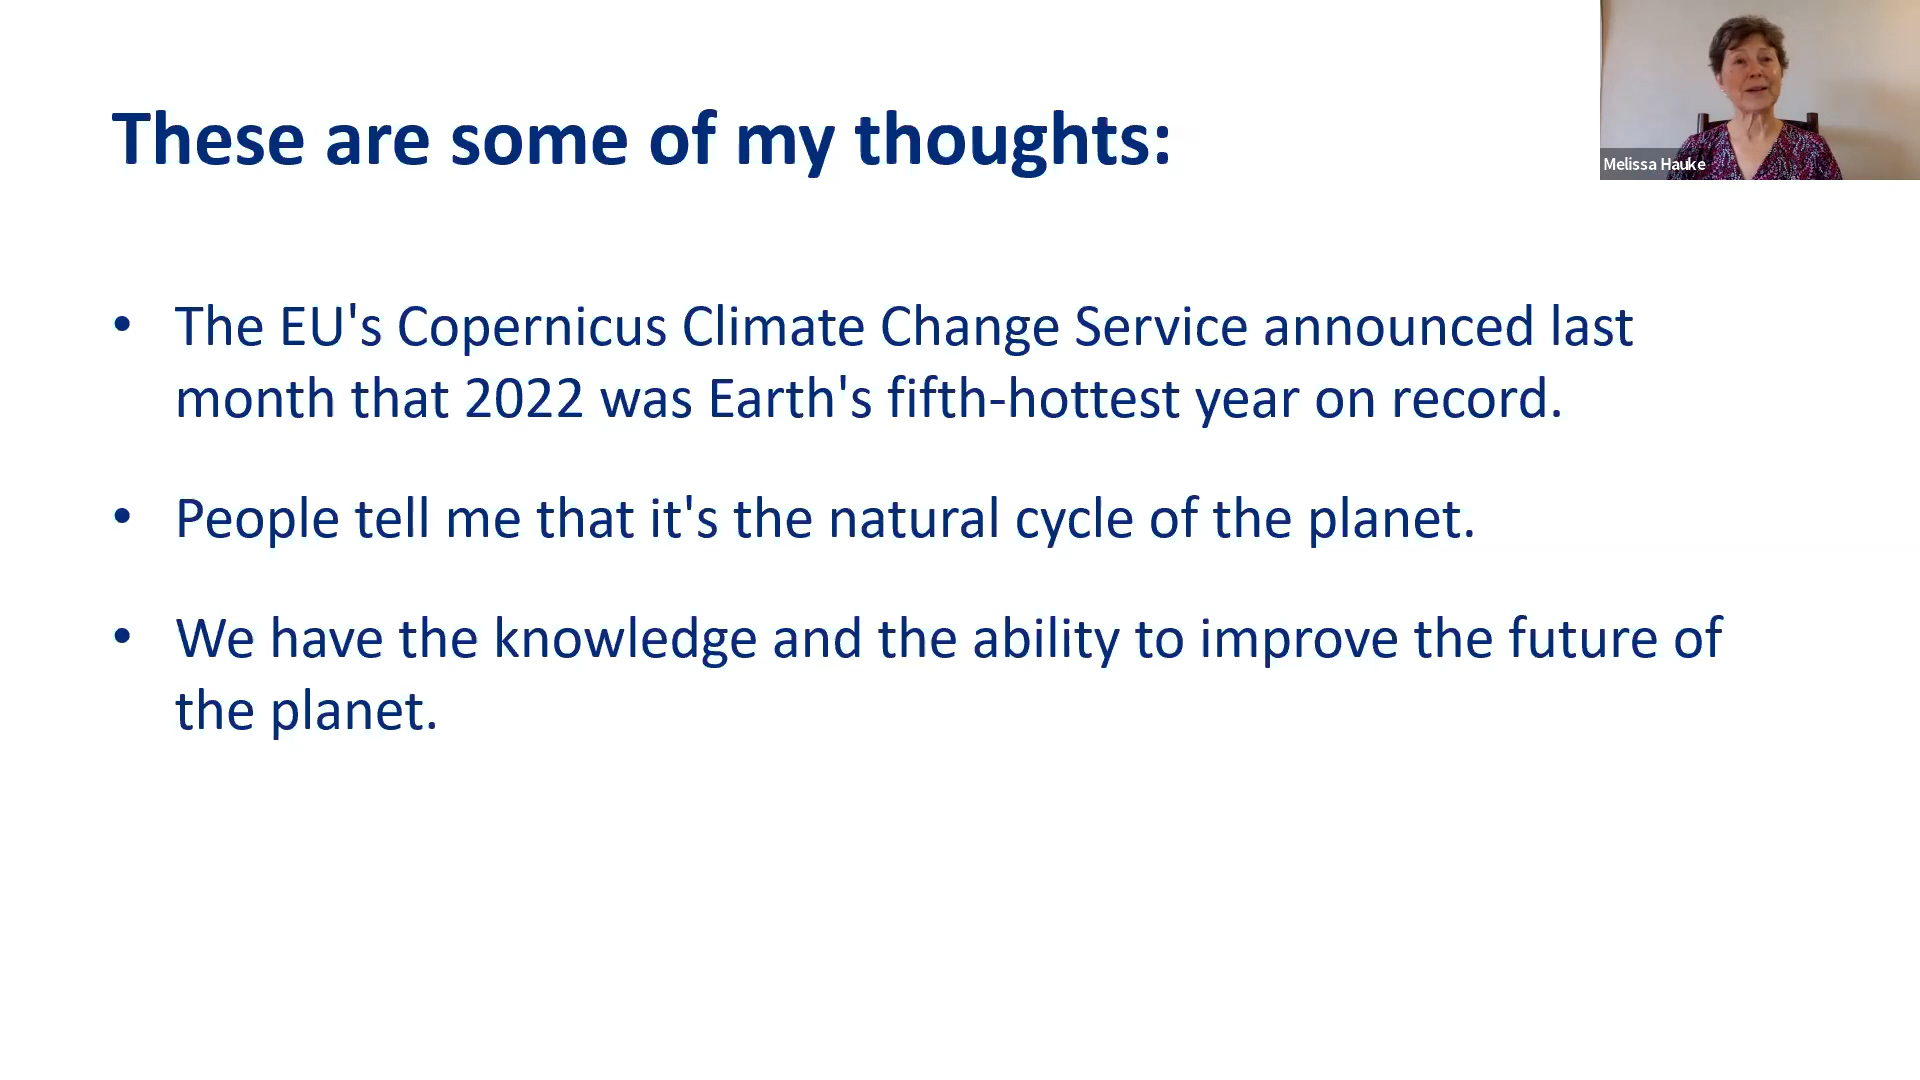 These are some of my thoughts:
Melissa Hauke
• The EU's Copernicus Climate Change Service announced last
month that 2022 was Earth's fifth-hottest year on record.
• People tell me that it's the natural cycle of the planet.
• We have the knowledge and the ability to improve the future of
the planet.